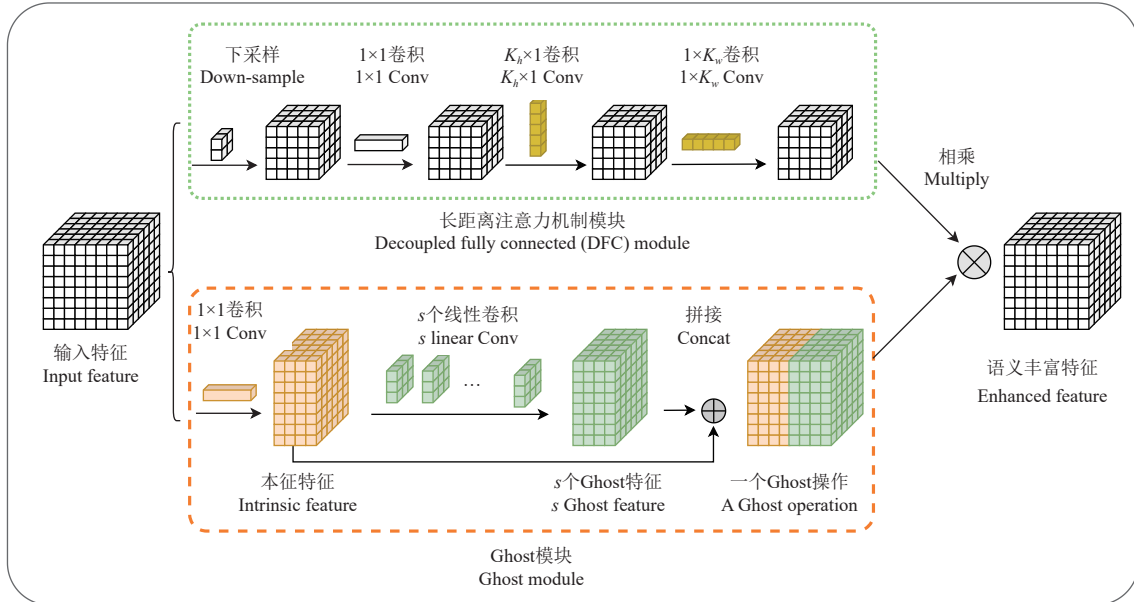 下采样
Down-sample
1×1卷积
1×1 Conv
K_h×1卷积
K_h×1 Conv
1×K_w卷积
1×K_w Conv
长距离注意力机制模块
Decoupled fully connected (DFC) module
相乘
Multiply
输入特征
Input feature
1×1卷积
1×1 Conv
s个线性卷积
s linear Conv
…
拼接
Concat
本征特征
Intrinsic feature
s个Ghost特征
s Ghost feature
一个Ghost操作
A Ghost operation
语义丰富特征
Enhanced feature
Ghost模块
Ghost module